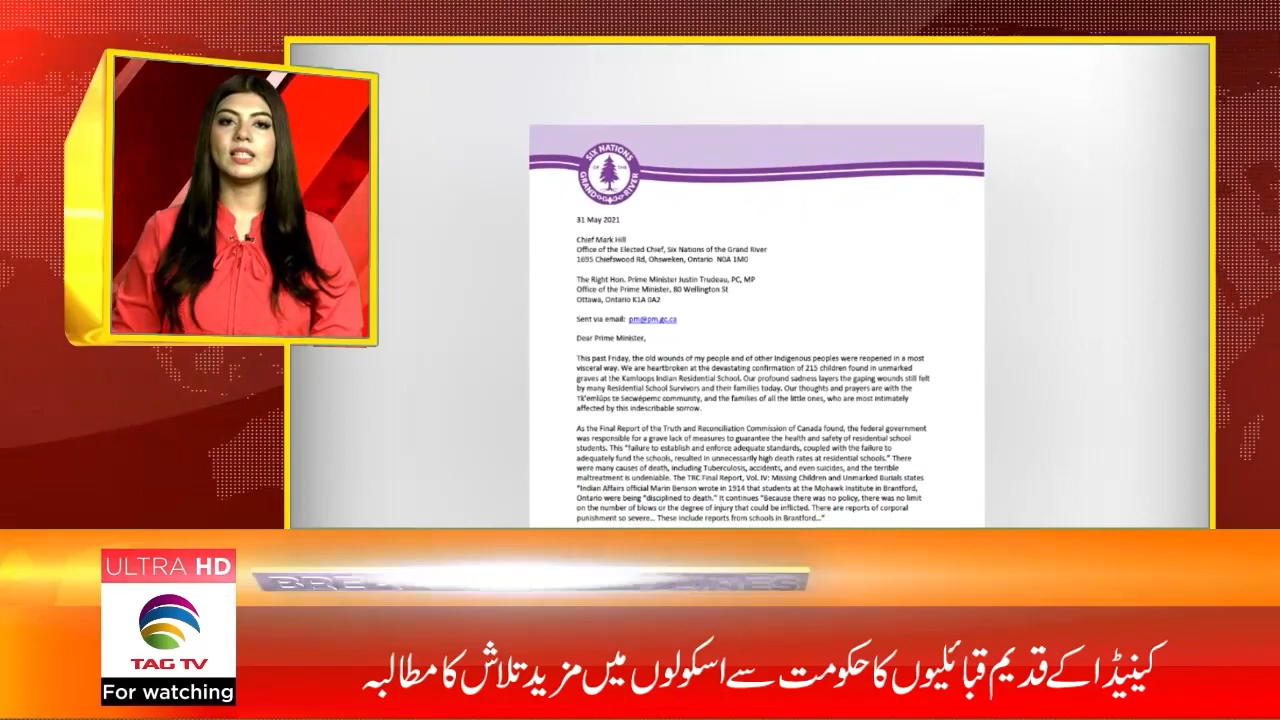 SIX NATIONS
OF THE
GRAND RIVER
31 May 2021
Chief Mark Hill
Office of the Elected Chief, Six Nations of the Grand River
1695 Chiefswood Rd, Ohsweken, Ontario N0A 1M0
The Right Hon. Prime Minister Justin Trudeau, PC, MP
Office of the Prime Minister, 80 Wellington St
Ottawa, Ontario K1A 0A2
Sent via email: pm@pm.gc.ca
Dear Prime Minister,
This past Friday, the old wounds of my people and of other Indigenous peoples were reopened in a most
visceral way. We are heartbroken at the devastating confirmation of 215 children found in unmarked
graves at the Kamloops Indian Residential School. Our profound sadness layers the gaping wounds still felt
by many Residential School Survivors and their families today. Our thoughts and prayers are with the
Tk'emlúps te Secwépemc community, and the families of all the little ones, who are most intimately
affected by this indescribable sorrow.
As the Final Report of the Truth and Reconciliation Commission of Canada found, the federal government
was responsible for a grave lack of measures to guarantee the health and safety of residential school
students. This "failure to establish and enforce adequate standards, coupled with the failure to
adequately fund the schools, resulted in unnecessarily high death rates at residential schools." There
were many causes of death, including Tuberculosis, accidents, and even suicides, and the terrible
maltreatment is undeniable. The TRC Final Report, Vol. IV: Missing Children and Unmarked Burials states
"Indian Affairs official Marin Benson wrote in 1914 that students at the Mohawk Institute in Brantford,
Ontario were being "disciplined to death." It continues "Because there was no policy, there was no limit
on the number of blows or the degree of injury that could be inflicted. There are reports of corporal
punishment so severe... These include reports from schools in Brantford..."
ULTRA HD
TAG TV
For watching
کینیڈا کے قدیم قبائلیوں کا حکومت سے اسکولوں میں مزید تلاش کا مطالبہ